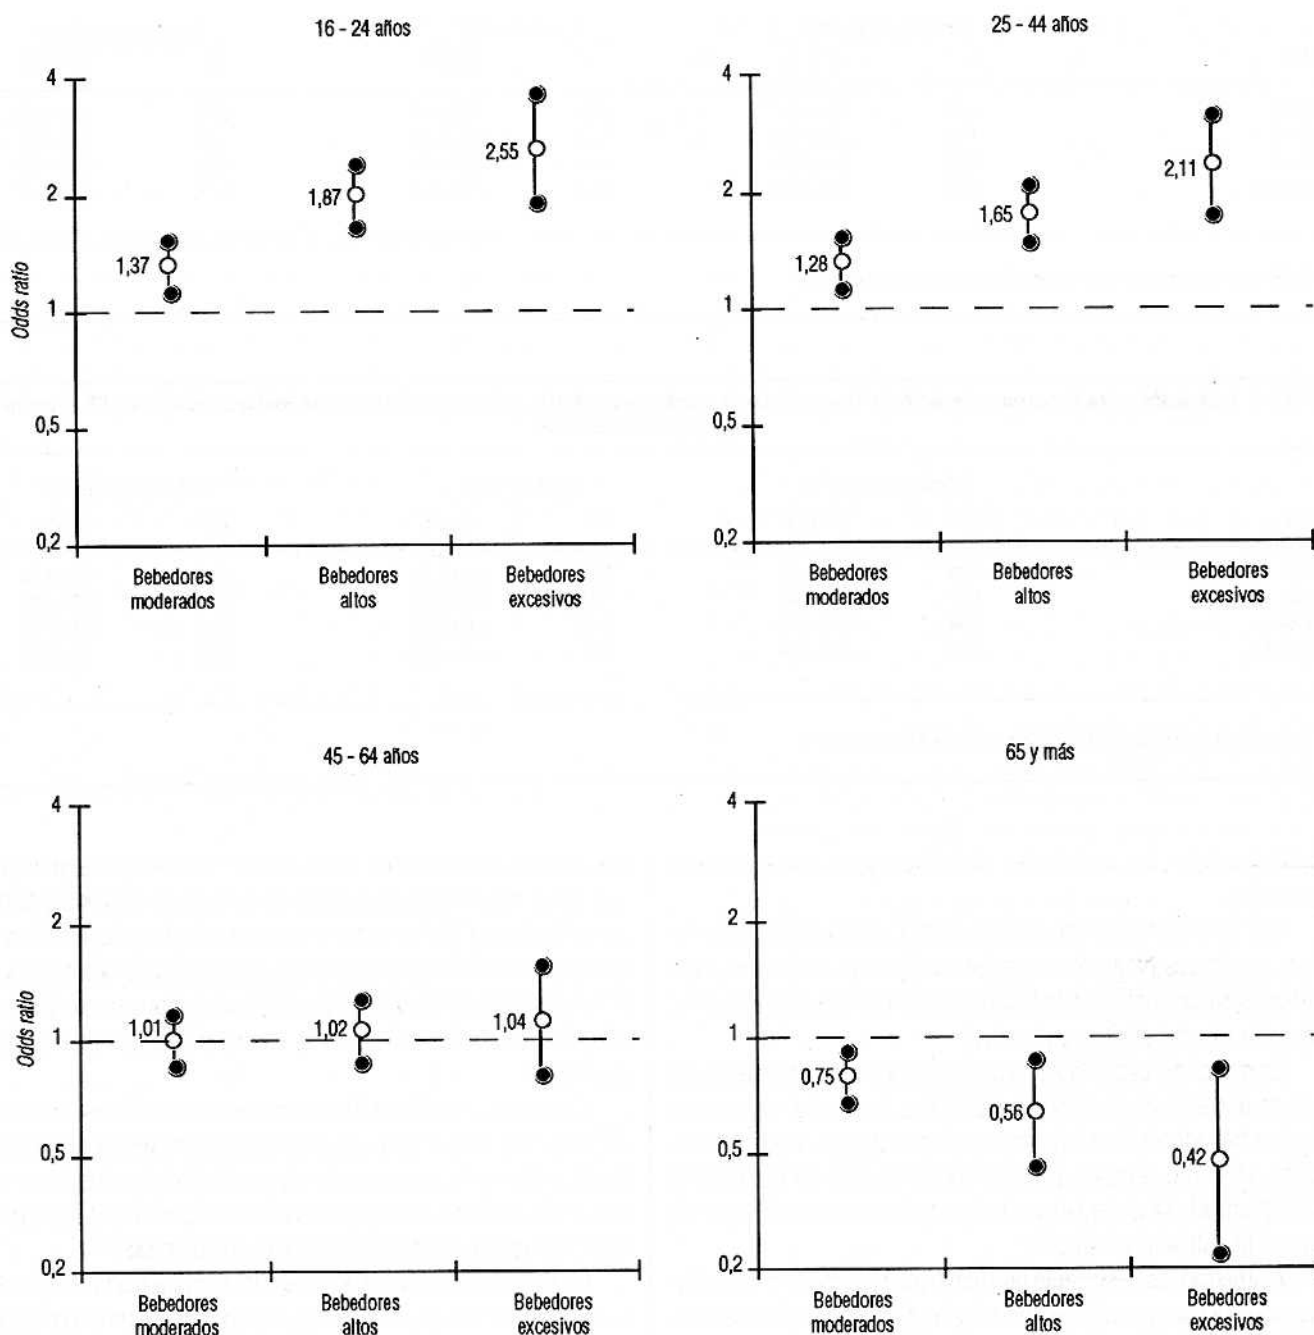 16 - 24 años
4
2
1
0,5
0,2
Odds ratio
1,37
1,87
2,55
Bebedores
moderados
Bebedores
altos
Bebedores
excesivos
25 - 44 años
4
2
1
0,5
0,2
1,28
1,65
2,11
Bebedores
moderados
Bebedores
altos
Bebedores
excesivos
45 - 64 años
4
2
1
0,5
0,2
Odds ratio
1,01
1,02
1,04
Bebedores
moderados
Bebedores
altos
Bebedores
excesivos
65 y más
4
2
1
0,5
0,2
0,75
0,56
0,42
Bebedores
moderados
Bebedores
altos
Bebedores
excesivos